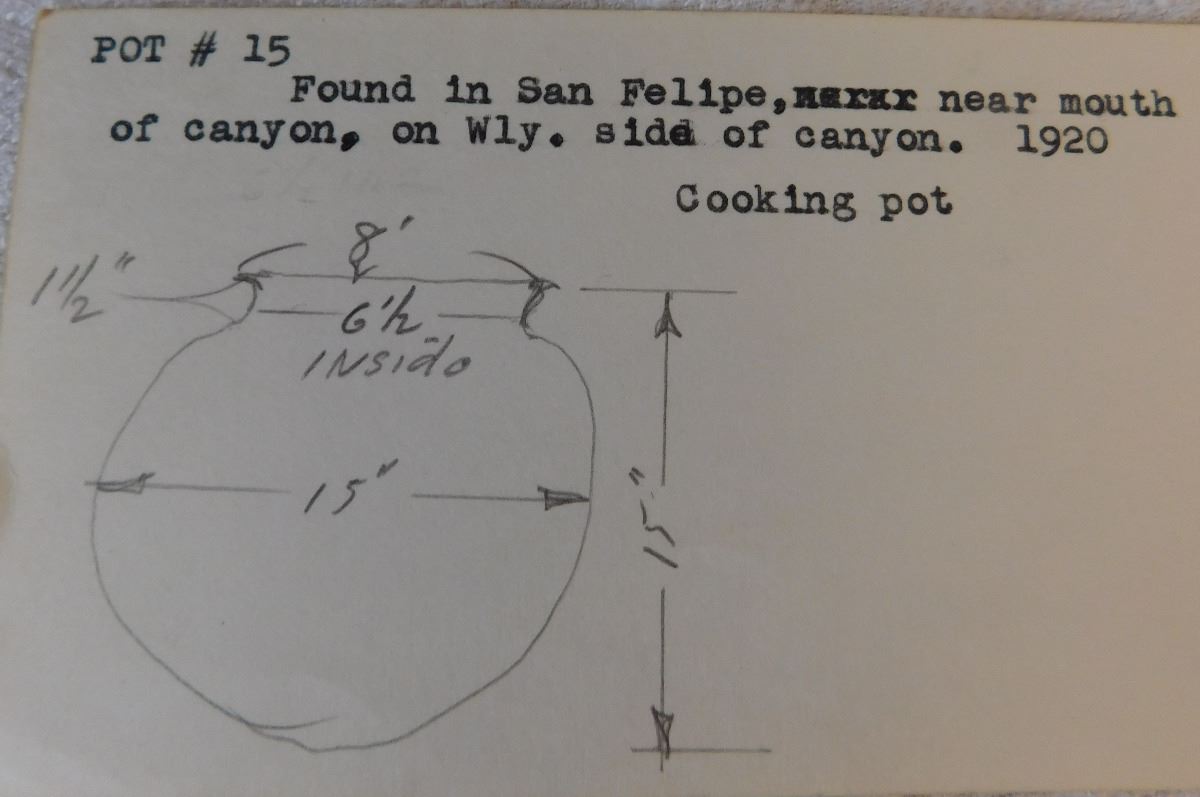 POT # 15
Found in San Felipe, near mouth
of canyon, on Wly. side of canyon. 1920
Cooking pot
8'
1 1/2"
6 1/2
INSIDE
15"
15"